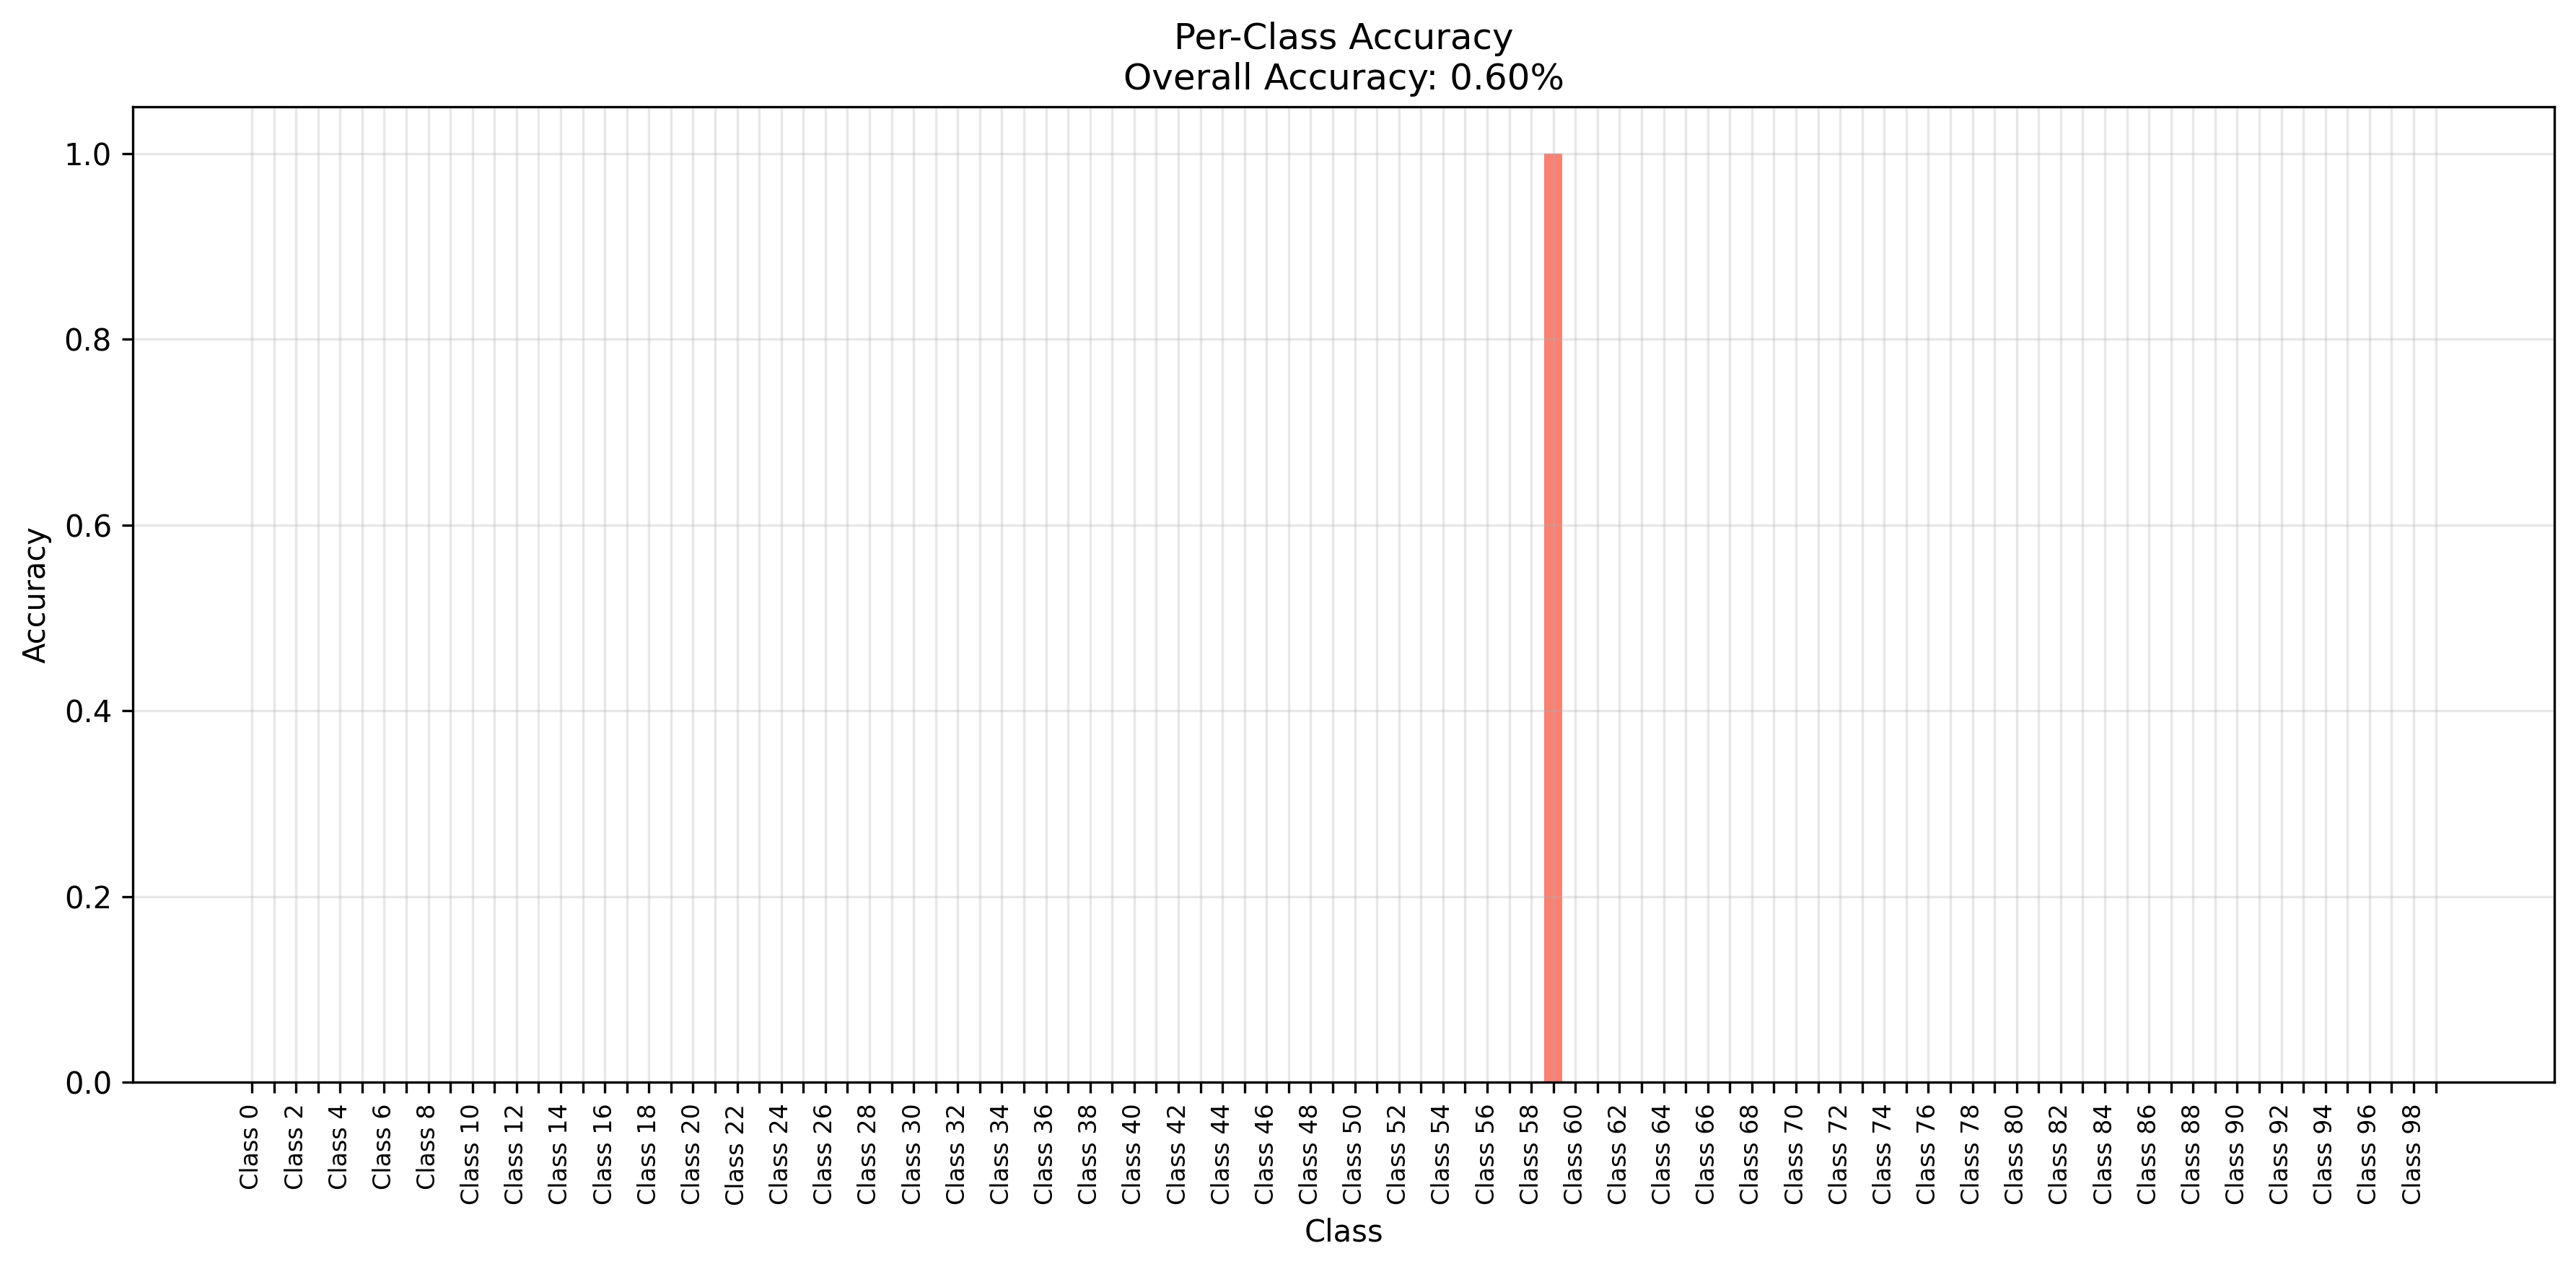 Per-Class Accuracy
Overall Accuracy: 0.60%
Accuracy
1.0
0.8
0.6
0.4
0.2
0.0
Class 0
Class 2
Class 4
Class 6
Class 8
Class 10
Class 12
Class 14
Class 16
Class 18
Class 20
Class 22
Class 24
Class 26
Class 28
Class 30
Class 32
Class 34
Class 36
Class 38
Class 40
Class 42
Class 44
Class 46
Class 48
Class 50
Class 52
Class 54
Class 56
Class 58
Class 60
Class 62
Class 64
Class 66
Class 68
Class 70
Class 72
Class 74
Class 76
Class 78
Class 80
Class 82
Class 84
Class 86
Class 88
Class 90
Class 92
Class 94
Class 96
Class 98
Class